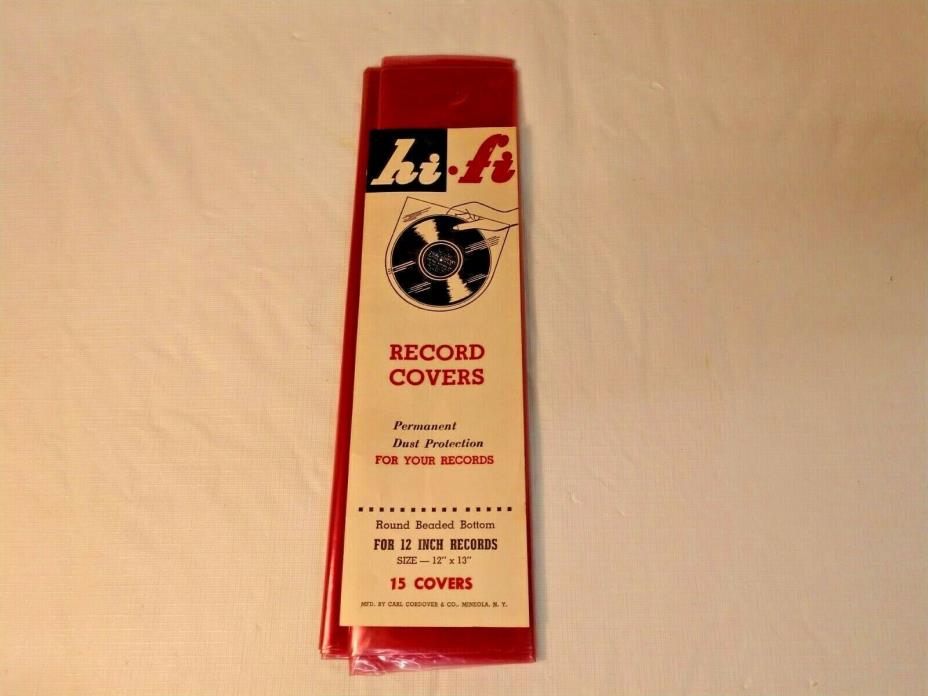 hi·fi
RECORD
COVERS
Permanent
Dust Protection
FOR YOUR RECORDS
Round Beaded Bottom
FOR 12 INCH RECORDS
SIZE — 12" x 13"
15 COVERS
MFD. BY CARL CORDOVER & CO., MINEOLA, N. Y.